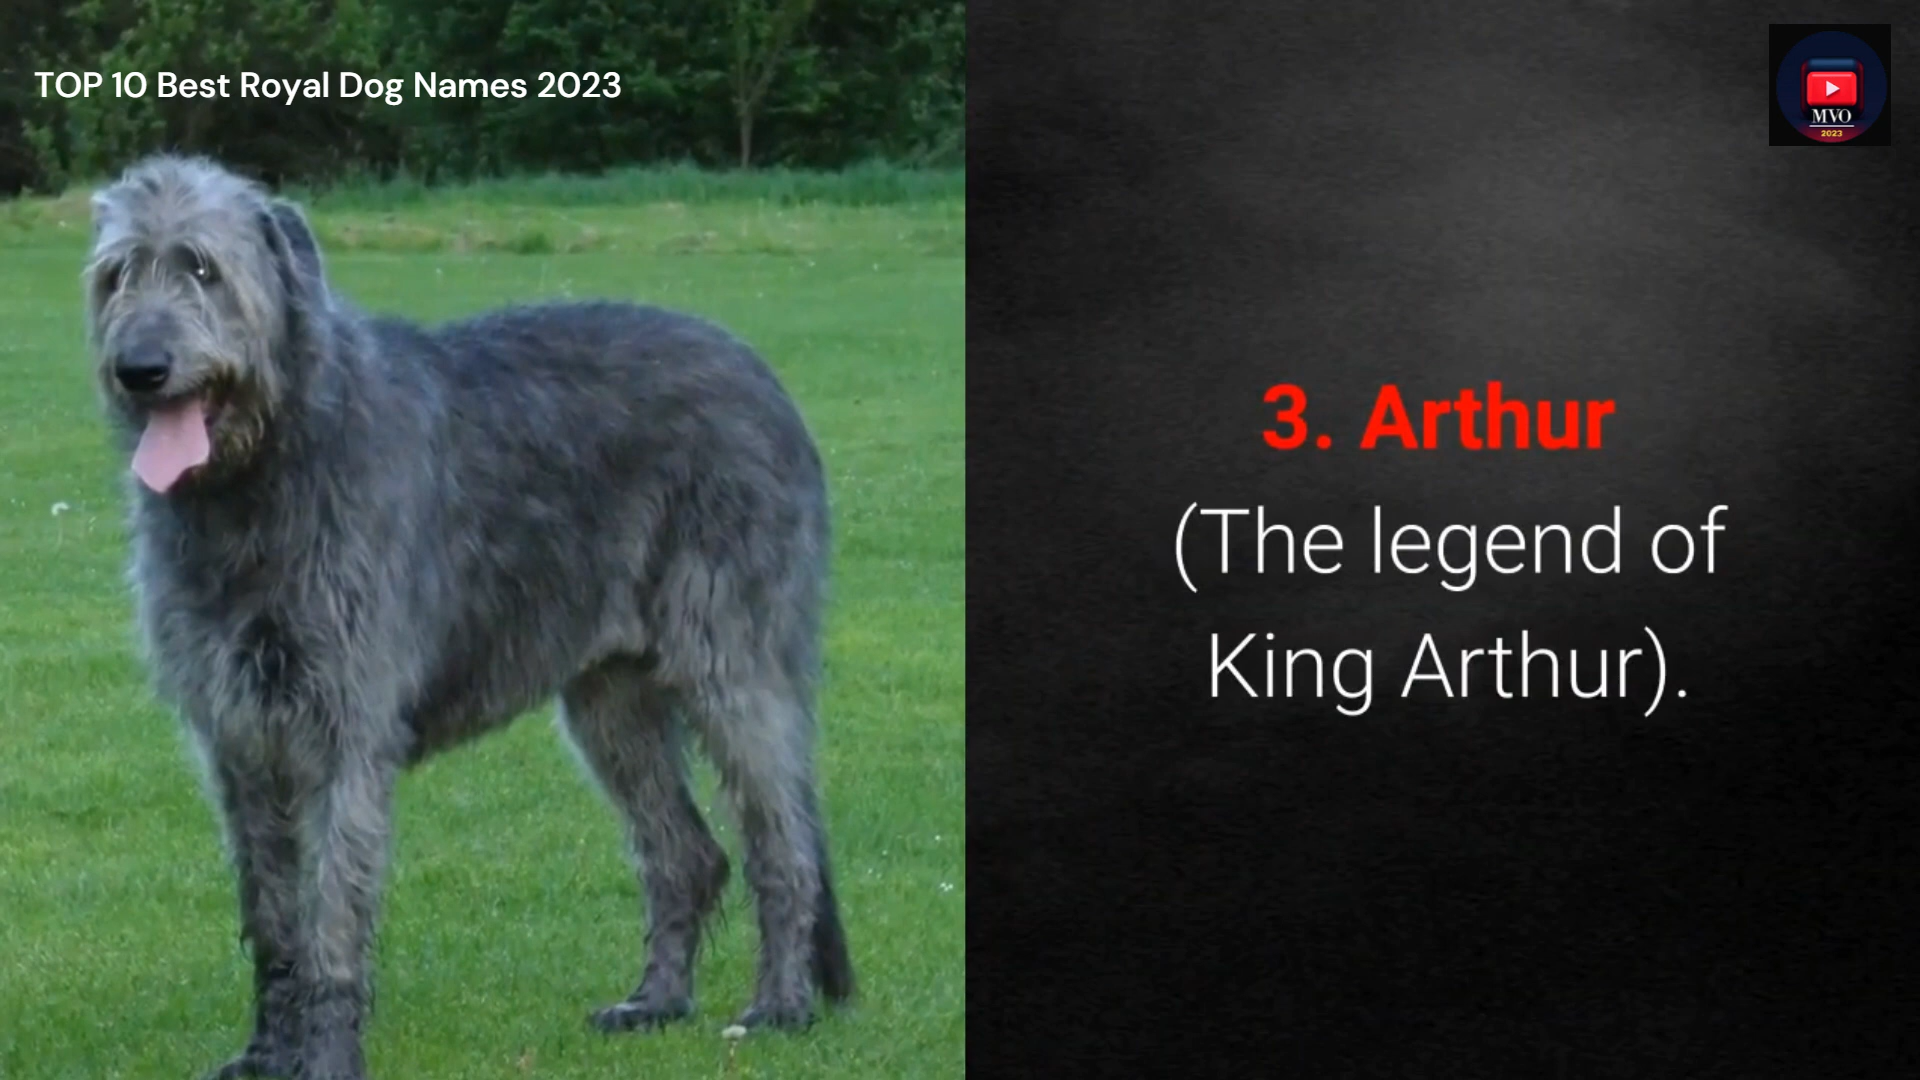 TOP 10 Best Royal Dog Names 2023
MVO
2023
3. Arthur
(The legend of
King Arthur).